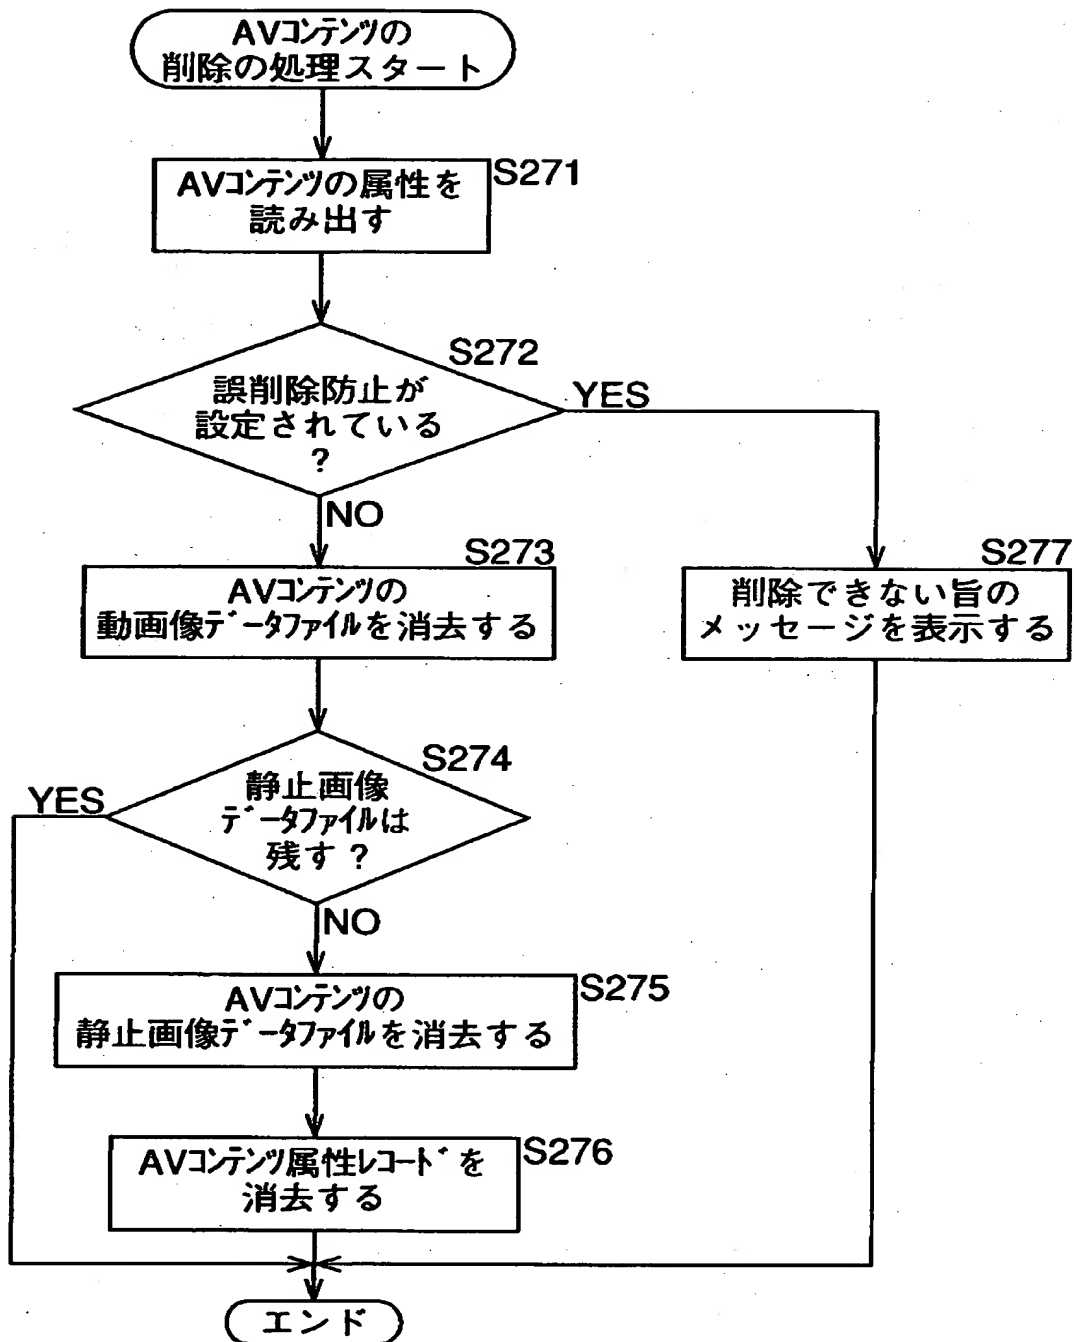 AVコンテンツの
削除の処理スタート
AVコンテンツの属性を
読み出す
S271
S272
誤削除防止が
設定されている
?
YES
NO
S273
AVコンテンツの
動画像データファイルを消去する
S277
削除できない旨の
メッセージを表示する
S274
静止画像
データファイルは
残す?
YES
NO
S275
AVコンテンツの
静止画像データファイルを消去する
S276
AVコンテンツ属性レコードを
消去する
エンド